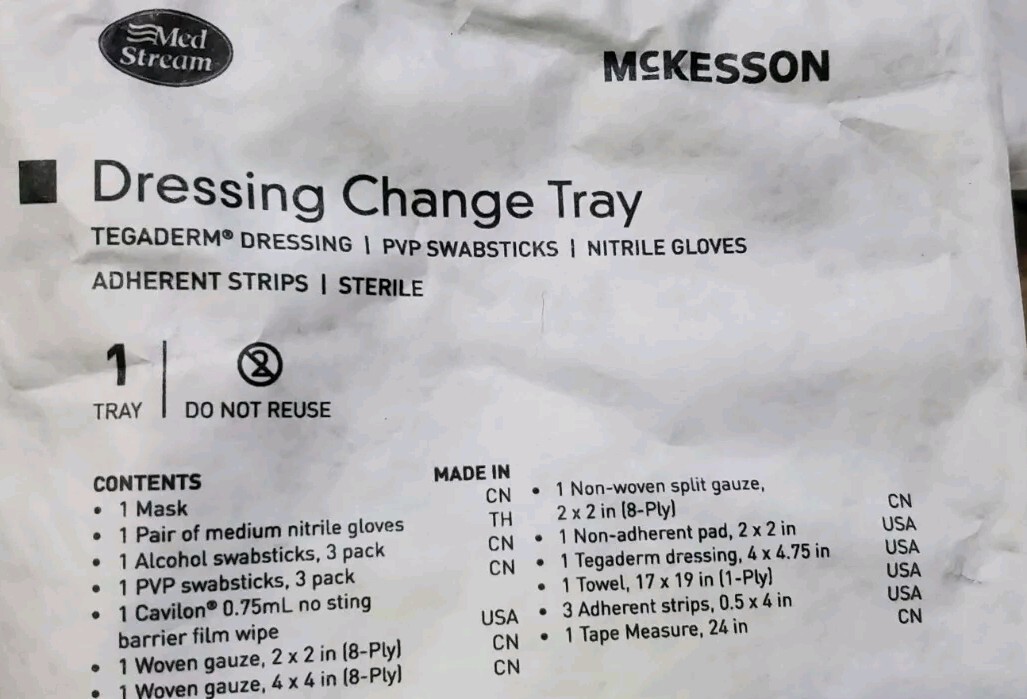 Med
Stream
McKESSON
Dressing Change Tray
TEGADERM® DRESSING | PVP SWABSTICKS | NITRILE GLOVES
ADHERENT STRIPS | STERILE
1
TRAY
2
DO NOT REUSE
CONTENTS MADE IN
• 1 Mask CN
• 1 Pair of medium nitrile gloves TH
• 1 Alcohol swabsticks, 3 pack CN
• 1 PVP swabsticks, 3 pack CN
• 1 Cavilon® 0.75mL no sting
barrier film wipe USA
• 1 Woven gauze, 2 x 2 in (8-Ply) CN
• 1 Woven gauze, 4 x 4 in (8-Ply) CN
• 1 Non-woven split gauze,
2 x 2 in (8-Ply) CN
• 1 Non-adherent pad, 2 x 2 in USA
• 1 Tegaderm dressing, 4 x 4.75 in USA
• 1 Towel, 17 x 19 in (1-Ply) USA
• 3 Adherent strips, 0.5 x 4 in USA
• 1 Tape Measure, 24 in CN